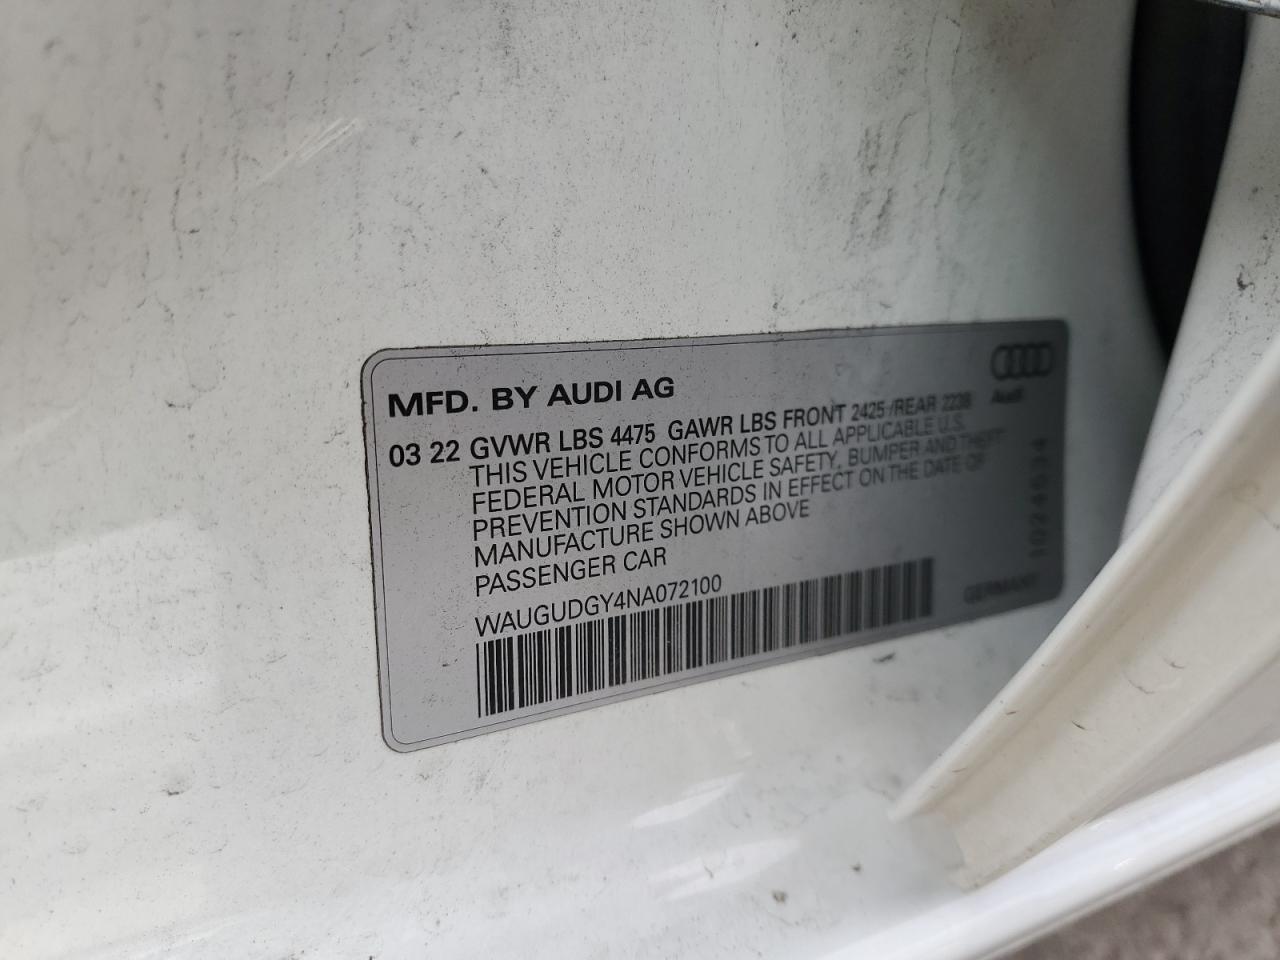 MFD. BY AUDI AG
03 22 GVWR LBS 4475 GAWR LBS FRONT 2425 /REAR 2238
THIS VEHICLE CONFORMS TO ALL APPLICABLE U.S.
FEDERAL MOTOR VEHICLE SAFETY, BUMPER AND THEFT
PREVENTION STANDARDS IN EFFECT ON THE DATE OF
MANUFACTURE SHOWN ABOVE
PASSENGER CAR
WAUGUDGY4NA072100
Audi
GERMANY